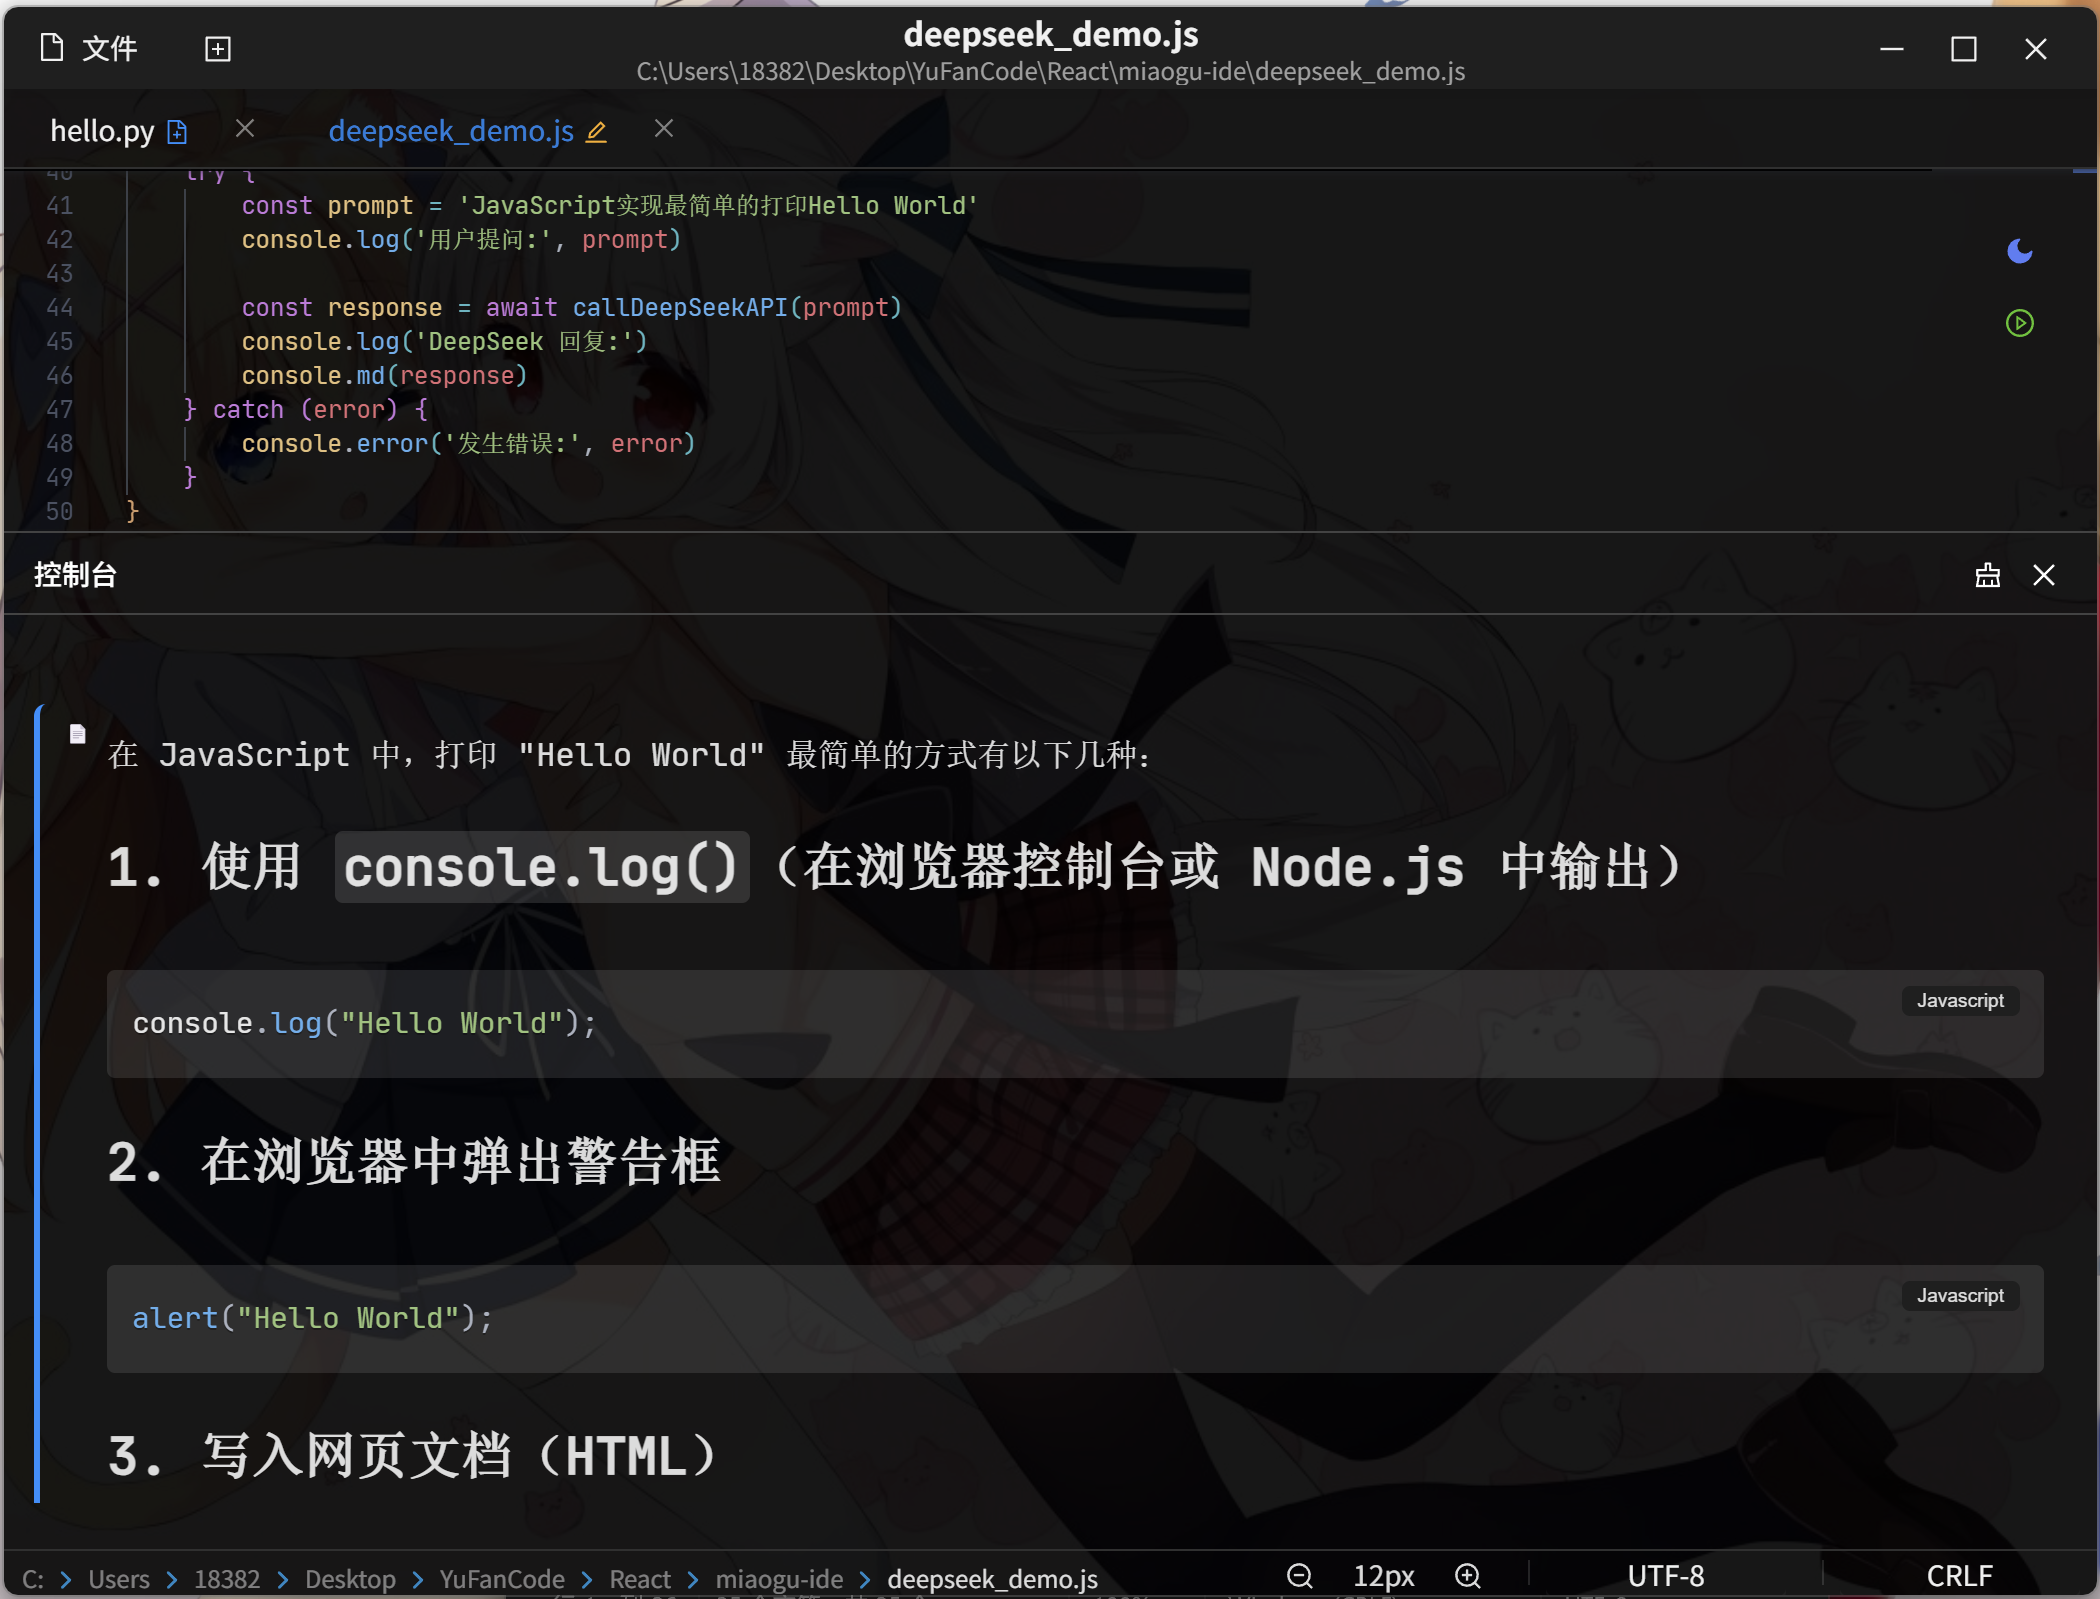 文件
deepseek_demo.js
C:\Users\18382\Desktop\YuFanCode\React\miaogu-ide\deepseek_demo.js
hello.py
deepseek_demo.js
40 try {
41 const prompt = 'JavaScript实现最简单的打印Hello World'
42 console.log('用户提问:', prompt)
43
44 const response = await callDeepSeekAPI(prompt)
45 console.log('DeepSeek 回复:')
46 console.md(response)
47 } catch (error) {
48 console.error('发生错误:', error)
49 }
50 }
控制台
在 JavaScript 中，打印 "Hello World" 最简单的方式有以下几种：
1. 使用 console.log()（在浏览器控制台或 Node.js 中输出）
Javascript
console.log("Hello World");
2. 在浏览器中弹出警告框
Javascript
alert("Hello World");
3. 写入网页文档（HTML）
C: > Users > 18382 > Desktop > YuFanCode > React > miaogu-ide > deepseek_demo.js
12px
UTF-8
CRLF